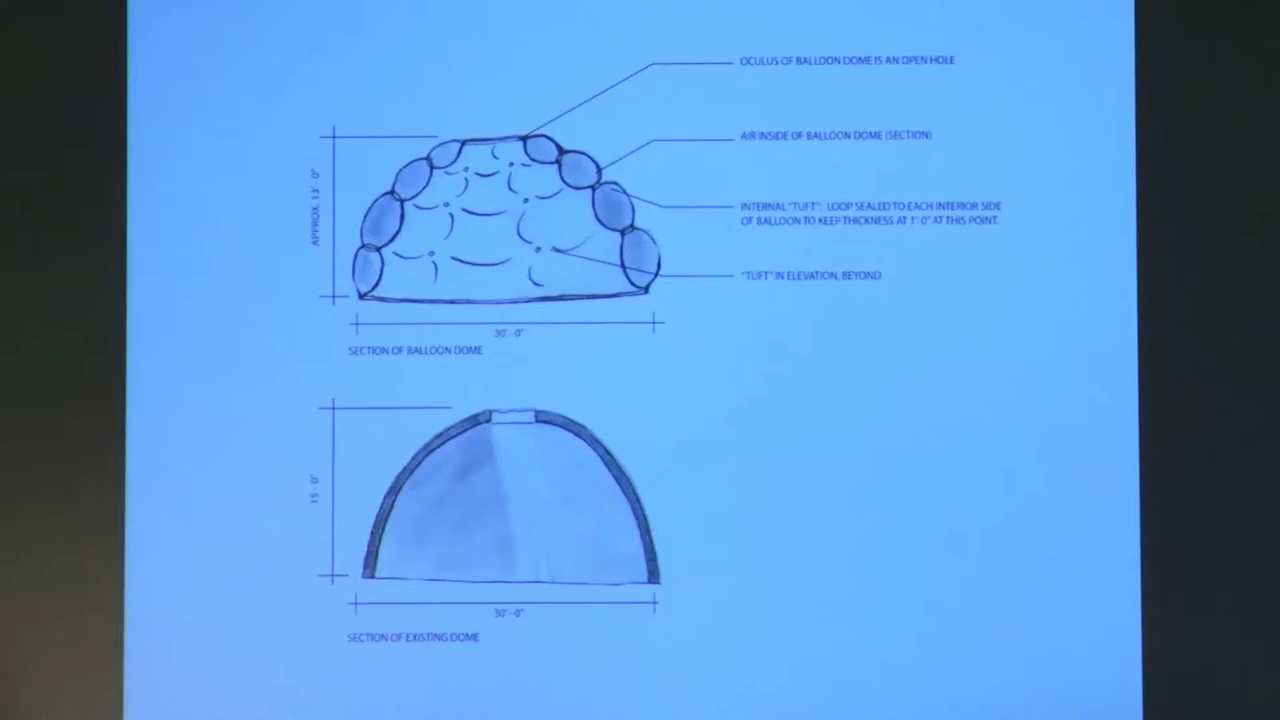 OCULUS OF BALLOON DOME IS AN OPEN HOLE
AIR INSIDE OF BALLOON DOME (SECTION)
APPROX. 13' - 0"
INTERNAL "TUFT": LOOP SEALED TO EACH INTERIOR SIDE
OF BALLOON TO KEEP THICKNESS AT 1'-0" AT THIS POINT.
"TUFT" IN ELEVATION, BEYOND
30' - 0"
SECTION OF BALLOON DOME
15 - 0"
30' - 0"
SECTION OF EXISTING DOME